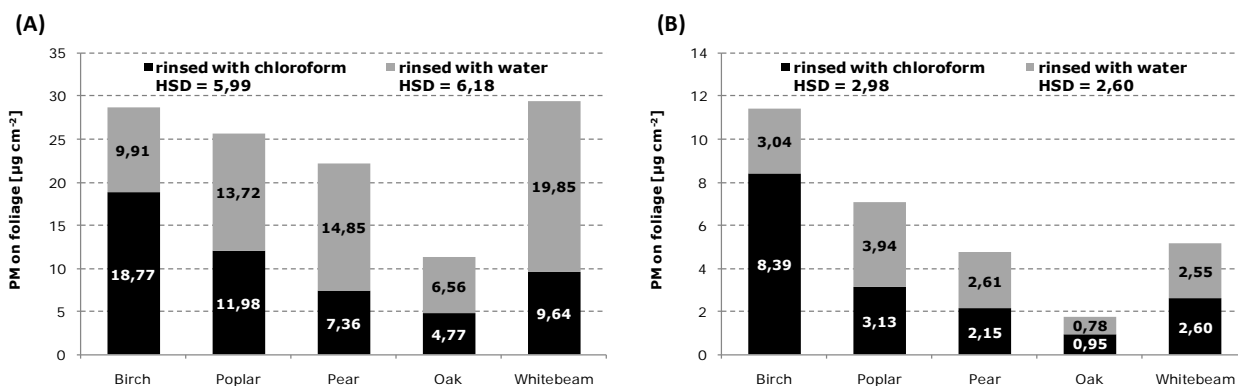 (A)
PM on foliage [µg cm⁻²]
35
30
25
20
15
10
5
0
rinsed with chloroform rinsed with water
HSD = 5,99 HSD = 6,18
9,91 13,72 14,85 6,56 19,85
18,77 11,98 7,36 4,77 9,64
Birch Poplar Pear Oak Whitebeam
(B)
PM on foliage [µg cm⁻²]
14
12
10
8
6
4
2
0
rinsed with chloroform rinsed with water
HSD = 2,98 HSD = 2,60
3,04 3,94 2,61 0,78 2,55
8,39 3,13 2,15 0,95 2,60
Birch Poplar Pear Oak Whitebeam